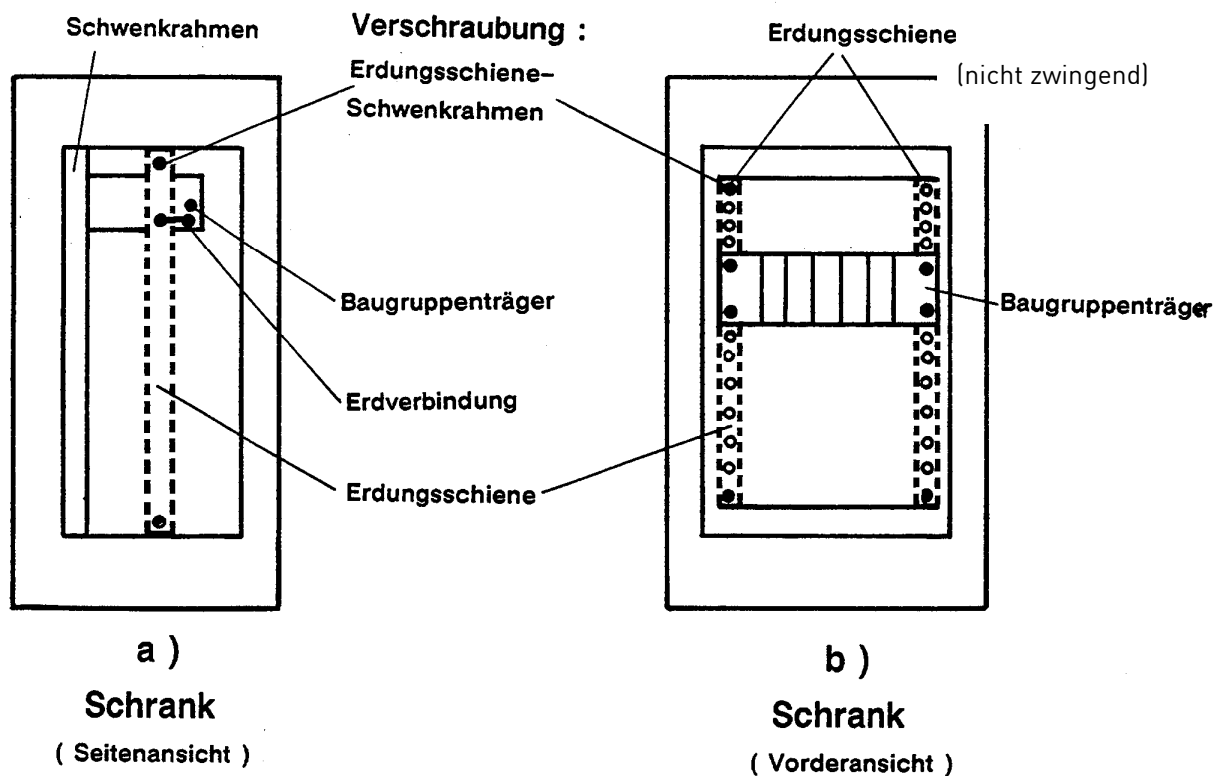 Schwenkrahmen
Verschraubung :
Erdungsschiene–
Schwenkrahmen
Erdungsschiene
(nicht zwingend)
Baugruppenträger
Erdverbindung
Erdungsschiene
Baugruppenträger
a )
Schrank
( Seitenansicht )
b )
Schrank
( Vorderansicht )